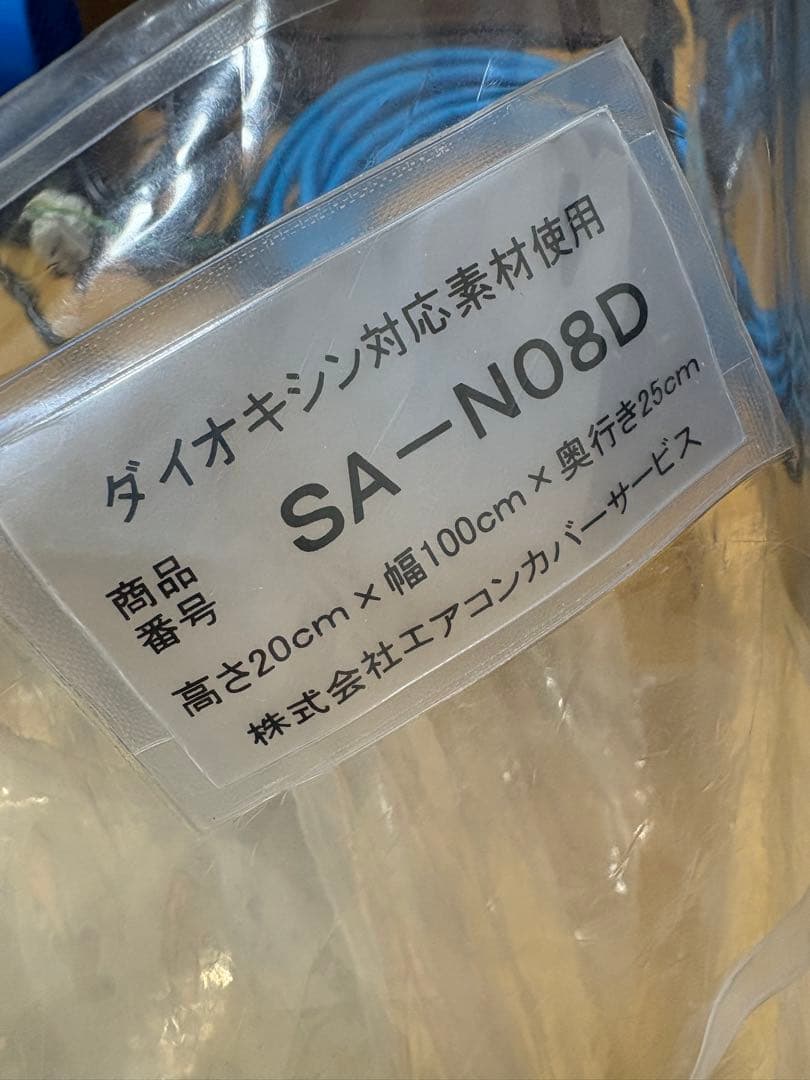 ダイオキシン対応素材使用
商品番号 SA－N08D
高さ20cm×幅100cm×奥行き25cm
株式会社エアコンカバーサービス